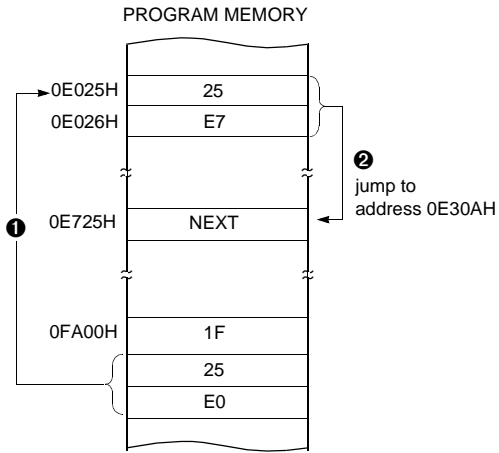 PROGRAM MEMORY
0E025H 25
0E026H E7
❷
jump to
address 0E30AH
❶
0E725H NEXT
0FA00H 1F
25
E0